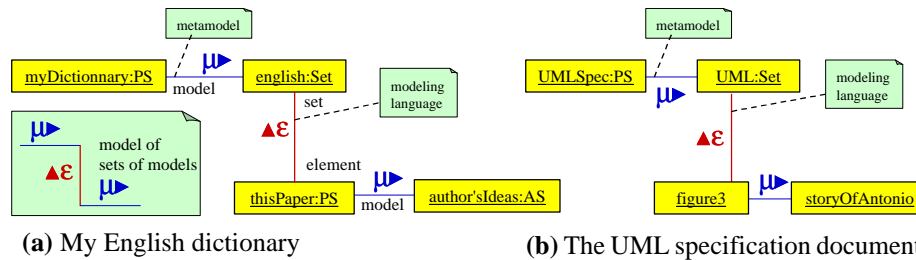 metamodel
metamodel
μ►
myDictionnary:PS
english:Set
model
UMLSpec:PS
UML:Set
μ►
modeling
language
modeling
language
set
▲ε
μ►
model of
sets of models
▲ε
μ►
▲ε
element
μ►
μ►
thisPaper:PS
model
author'sIdeas:AS
figure3
storyOfAntonio
(a) My English dictionary
(b) The UML specification document